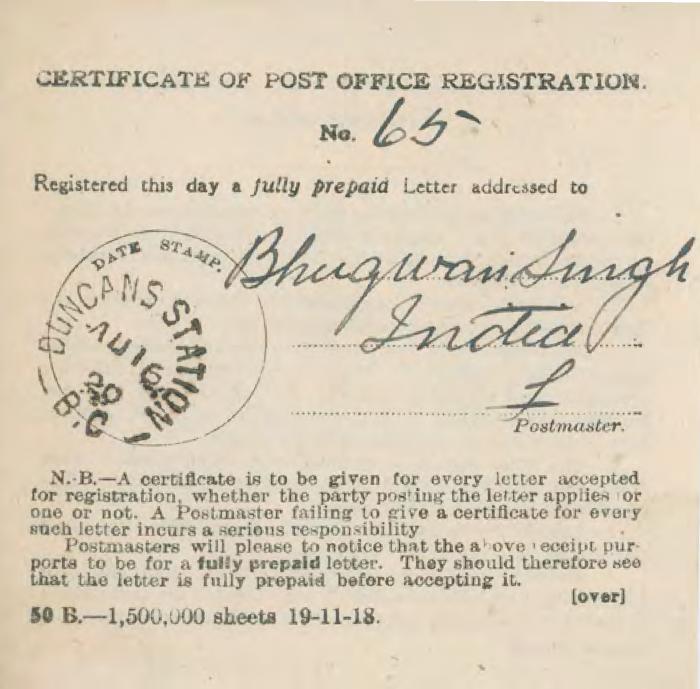 CERTIFICATE OF POST OFFICE REGISTRATION.
No. 65
Registered this day a fully prepaid Letter addressed to
DATE STAMP.
DUNCANS STATION
AU 16
20
B.C
Bhugwan Singh
India
Postmaster.
N.B.—A certificate is to be given for every letter accepted
for registration, whether the party posting the letter applies or
one or not. A Postmaster failing to give a certificate for every
such letter incurs a serious responsibility
Postmasters will please to notice that the above receipt pur-
ports to be for a fully prepaid letter. They should therefore see
that the letter is fully prepaid before accepting it.
[over]
50 B.—1,500,000 sheets 19-11-18.